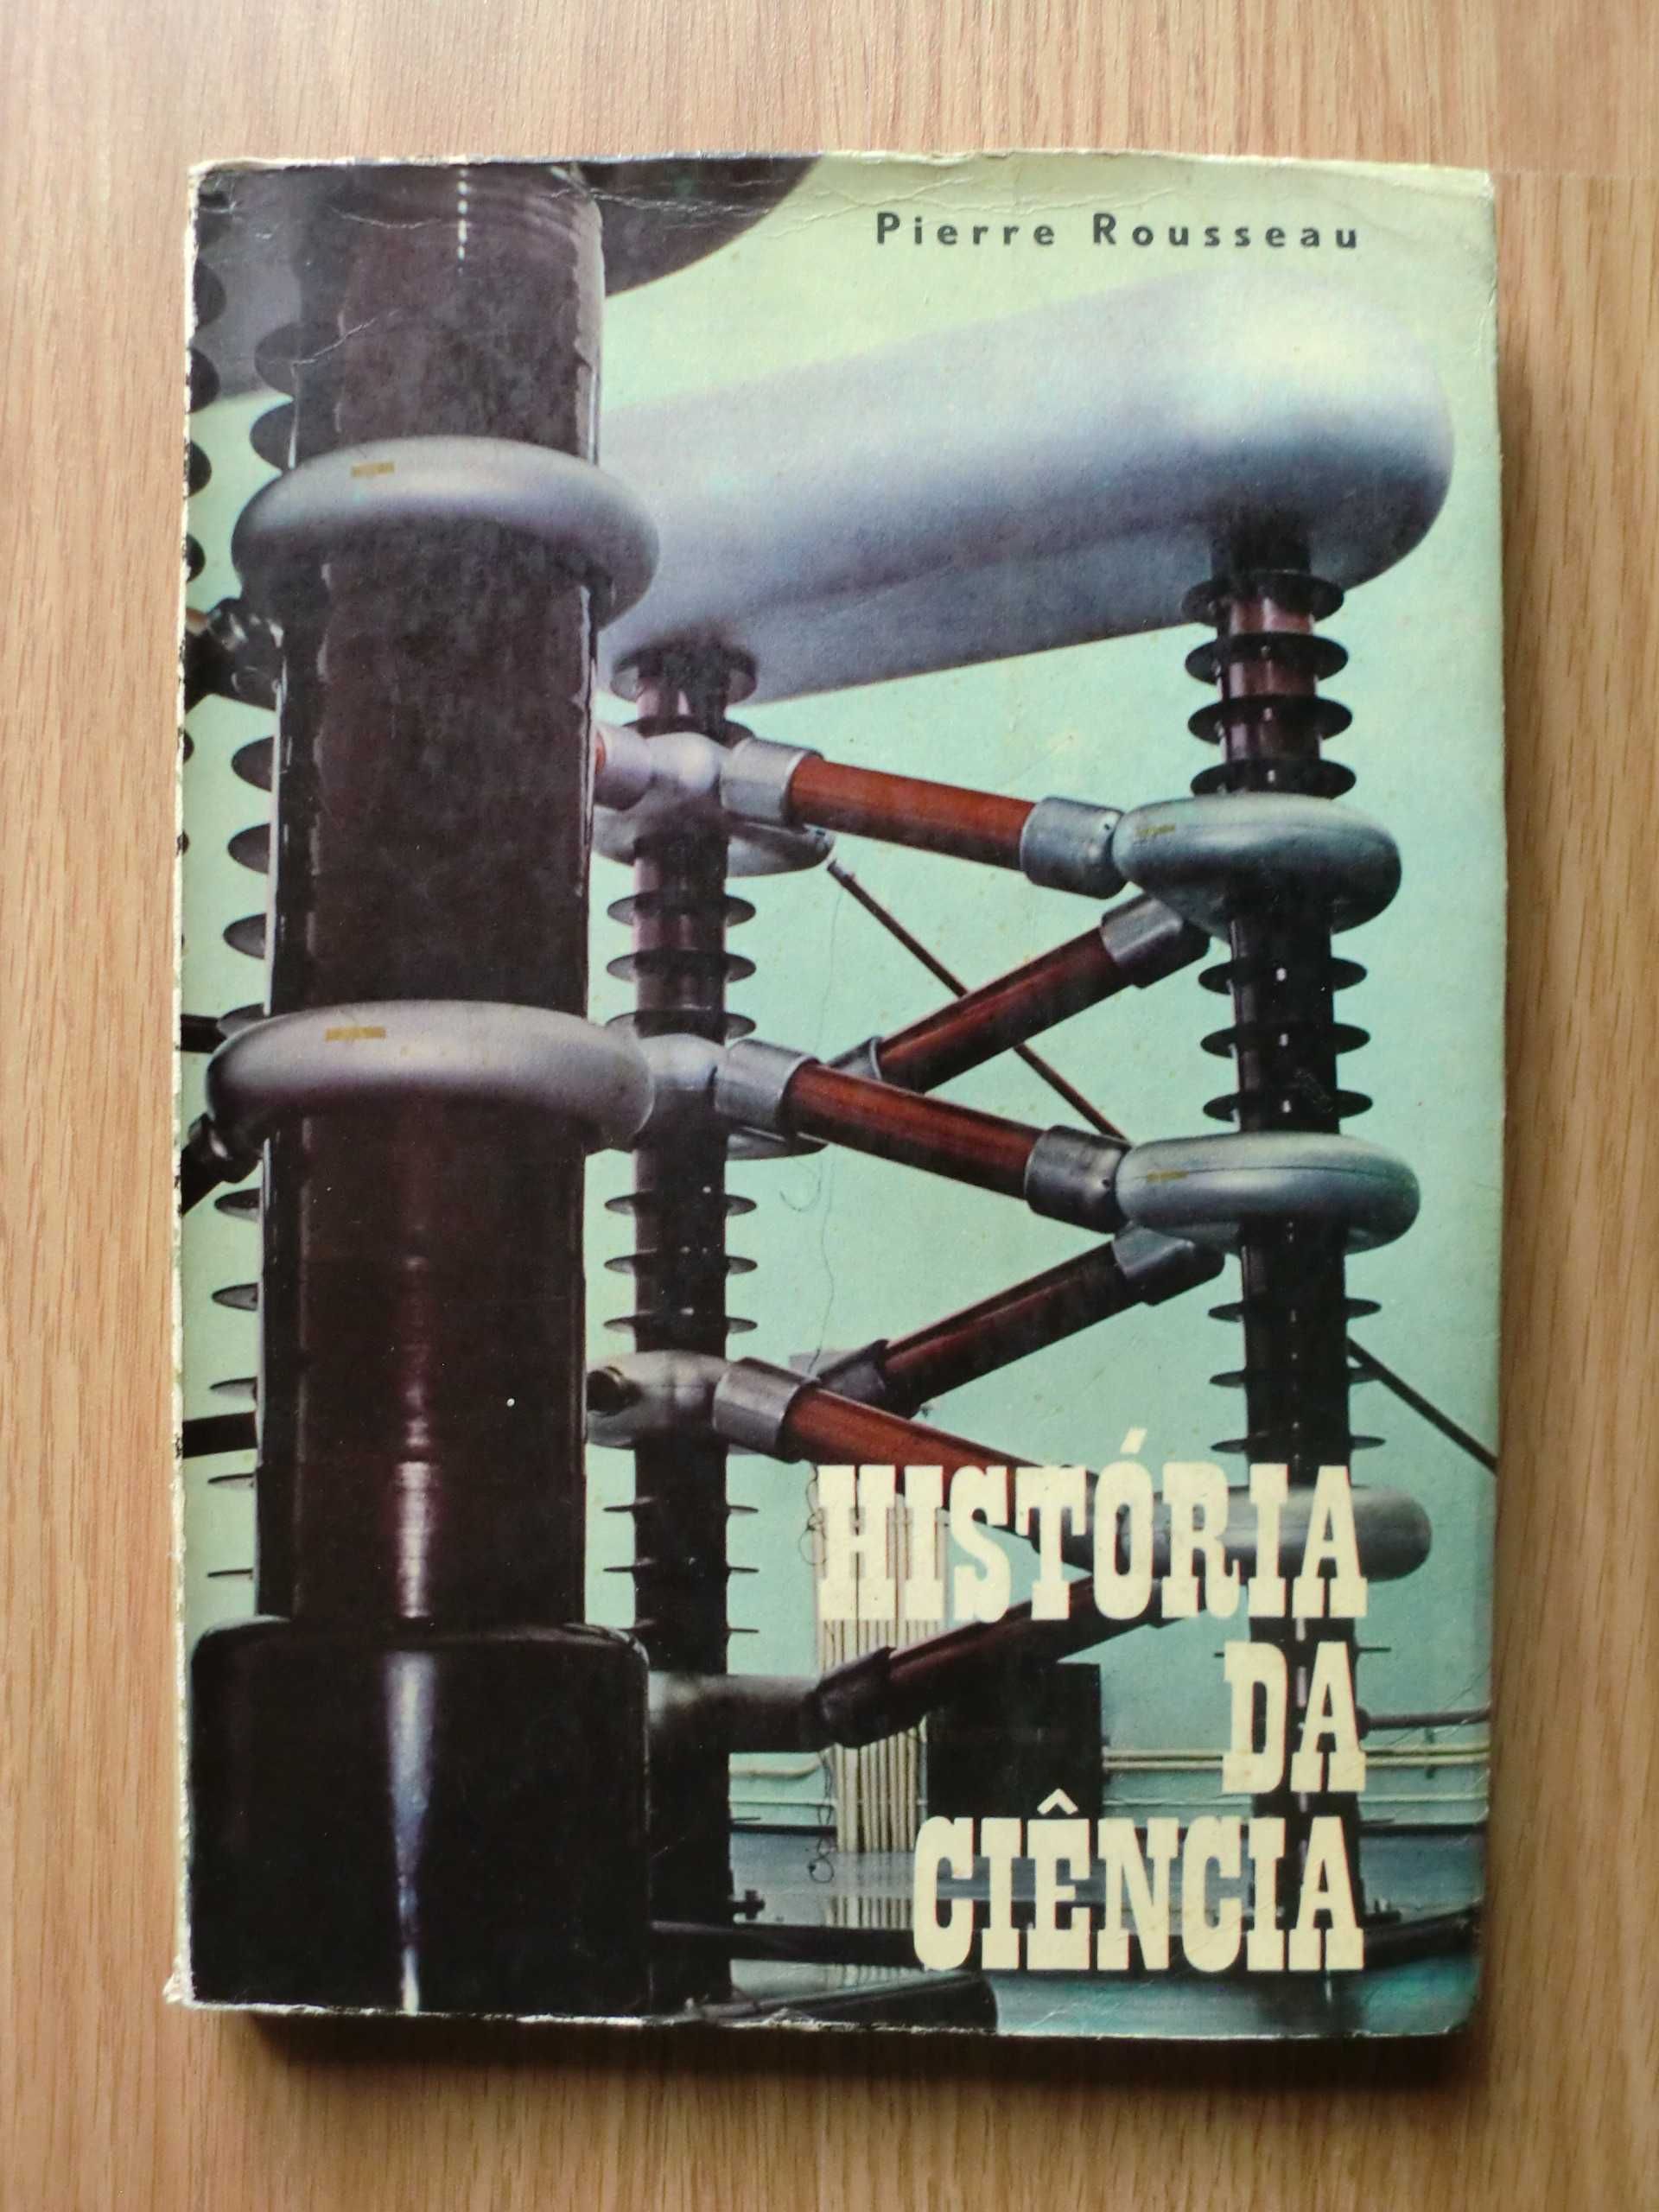 Pierre Rousseau
HISTÓRIA
DA
CIÊNCIA